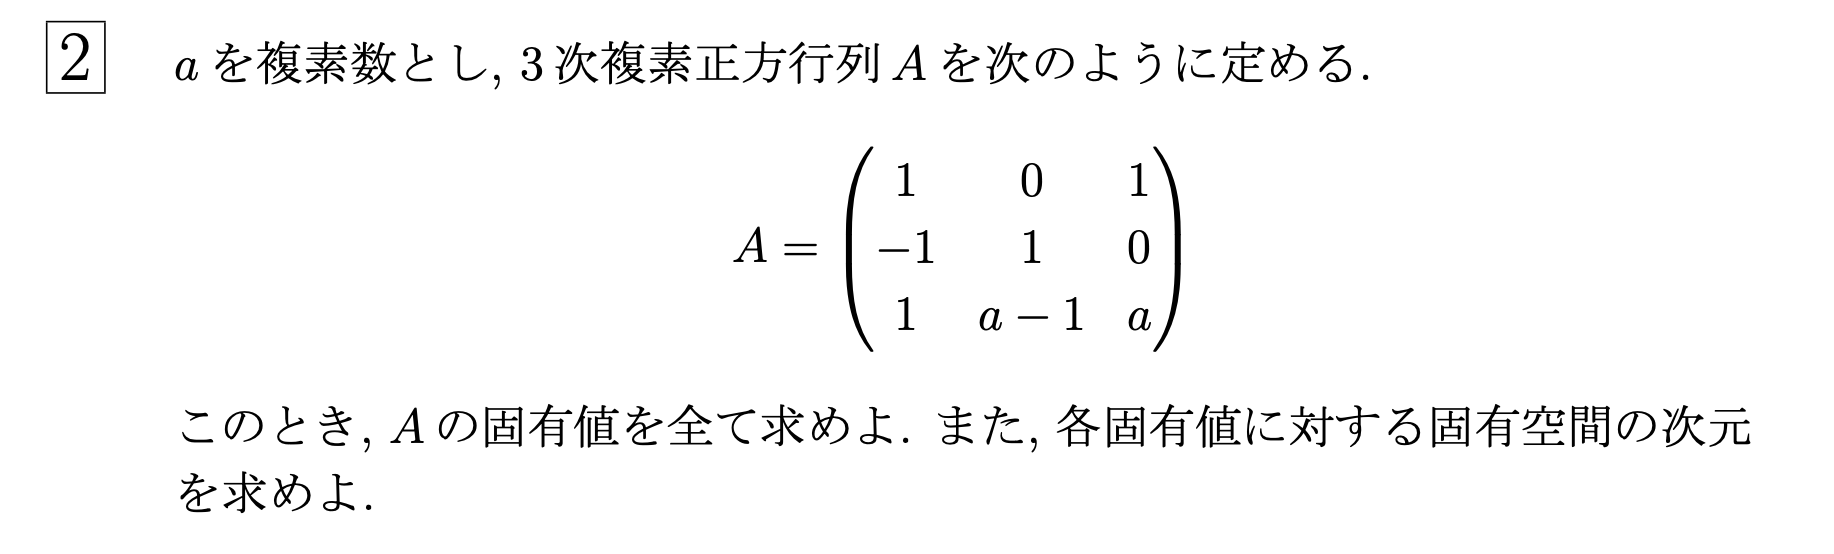 2 aを複素数とし, 3次複素正方行列Aを次のように定める.
A = \begin{pmatrix} 1 & 0 & 1 \\ -1 & 1 & 0 \\ 1 & a-1 & a \end{pmatrix}
このとき, Aの固有値を全て求めよ. また, 各固有値に対する固有空間の次元
を求めよ.